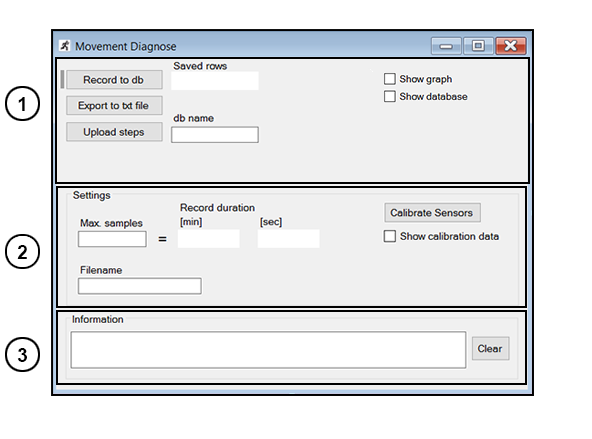 Movement Diagnose
1
Record to db
Saved rows
Show graph
Export to txt file
Show database
Upload steps
db name
2
Settings
Max. samples
Record duration
[min] [sec]
=
Calibrate Sensors
Show calibration data
Filename
3
Information
Clear